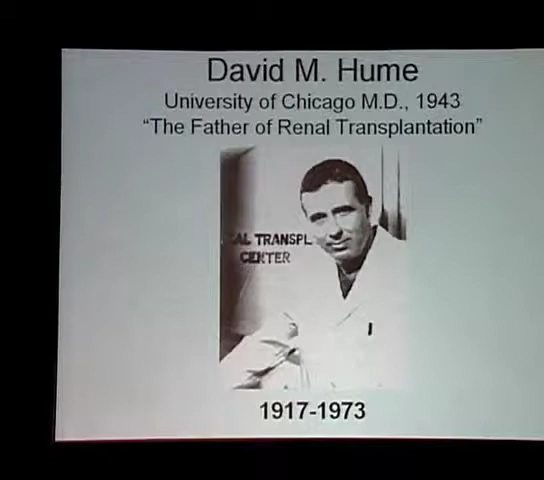 David M. Hume
University of Chicago M.D., 1943
“The Father of Renal Transplantation”
AL TRANSPL
CENTER
1917-1973